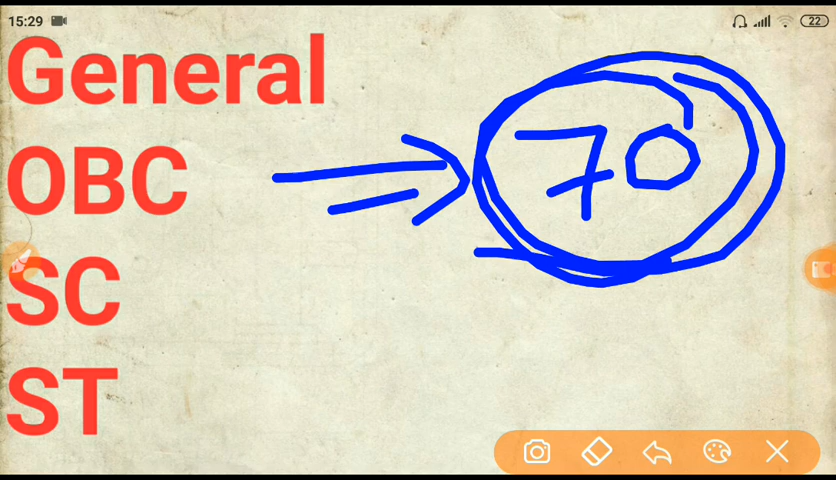 15:29 22
General
OBC 70
SC
ST